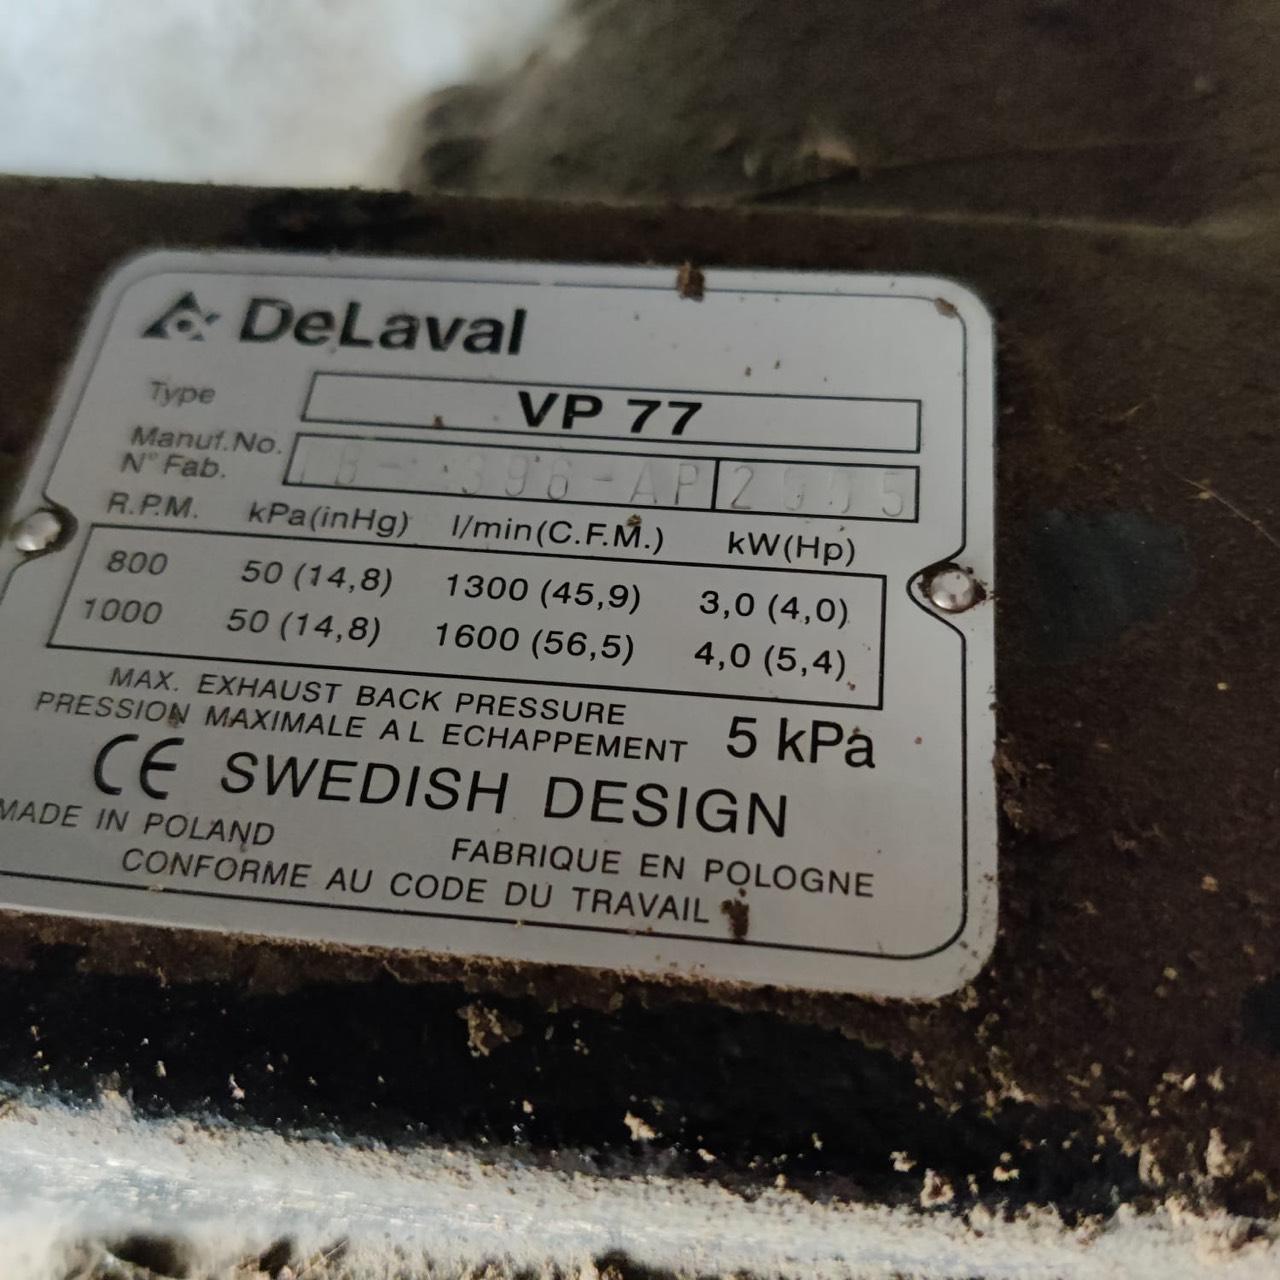 DeLaval
Type VP 77
Manuf.No.
N° Fab.
R.P.M. kPa(inHg) l/min(C.F.M.) kW(Hp)
800 50 (14,8) 1300 (45,9) 3,0 (4,0)
1000 50 (14,8) 1600 (56,5) 4,0 (5,4)
MAX. EXHAUST BACK PRESSURE
PRESSION MAXIMALE A L ECHAPPEMENT 5 kPa
CE SWEDISH DESIGN
MADE IN POLAND
FABRIQUE EN POLOGNE
CONFORME AU CODE DU TRAVAIL